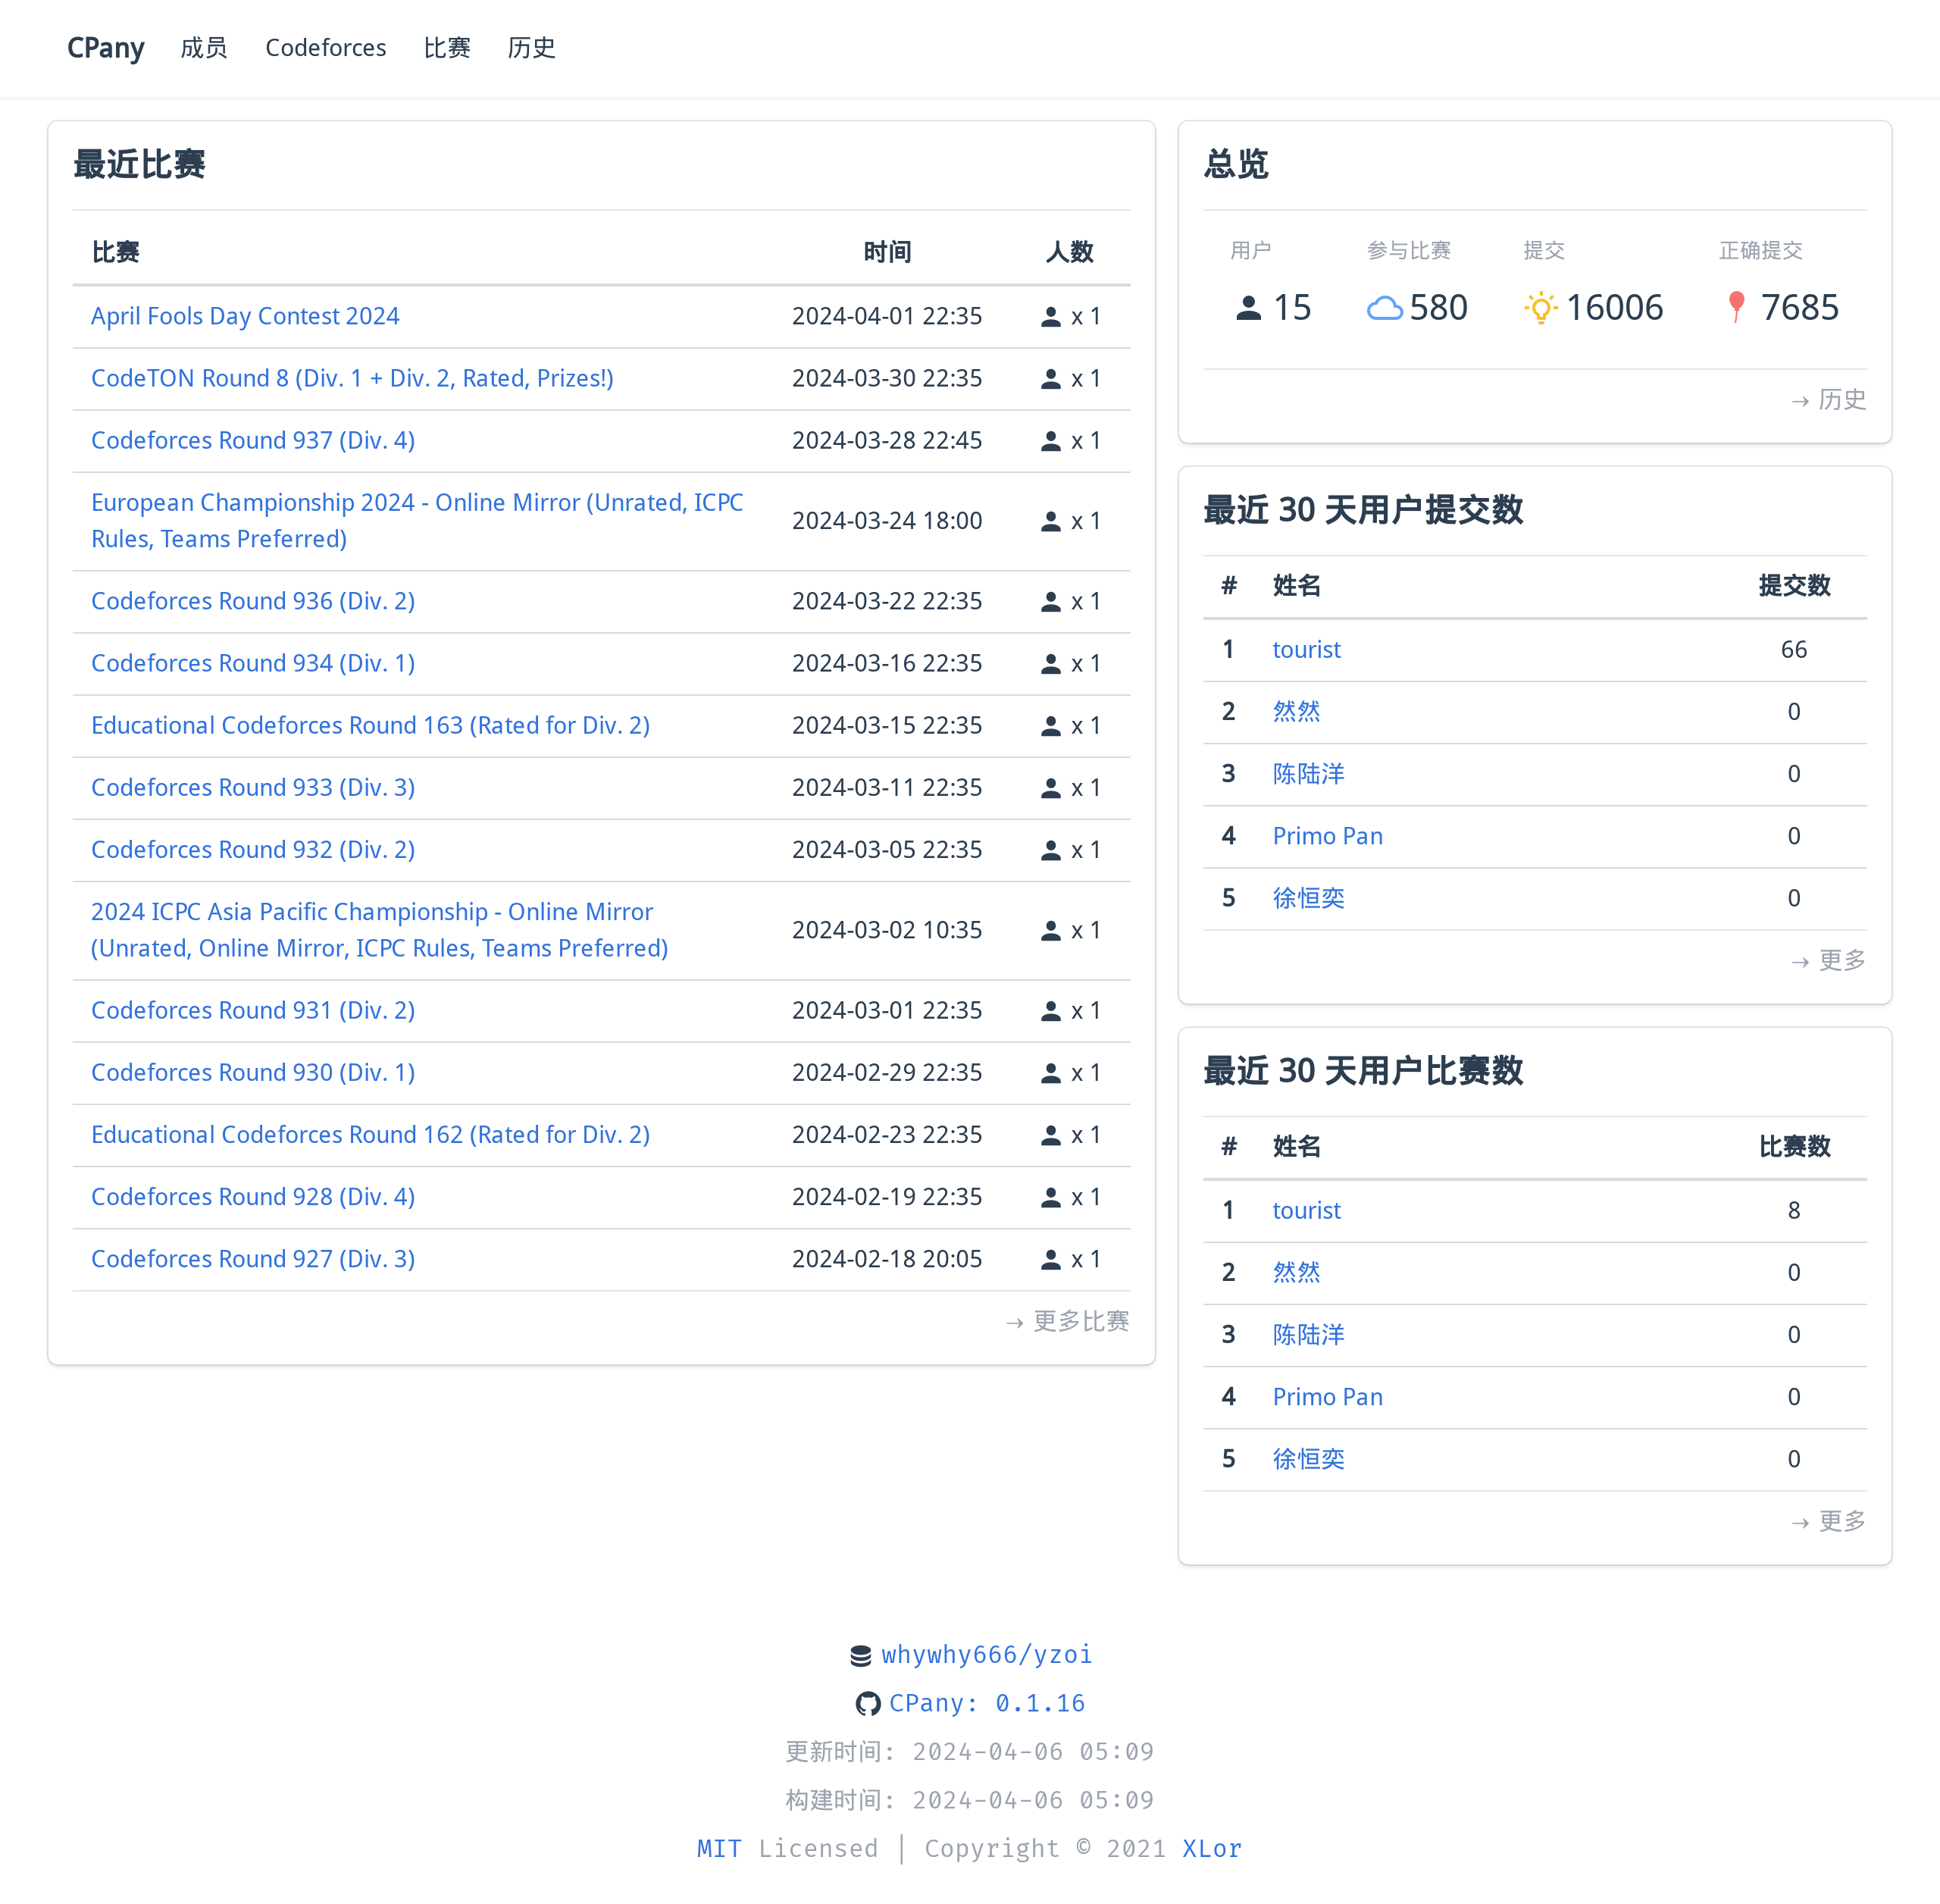 CPany 成员 Codeforces 比赛 历史
最近比赛
比赛 时间 人数
April Fools Day Contest 2024 2024-04-01 22:35 x 1
CodeTON Round 8 (Div. 1 + Div. 2, Rated, Prizes!) 2024-03-30 22:35 x 1
Codeforces Round 937 (Div. 4) 2024-03-28 22:45 x 1
European Championship 2024 - Online Mirror (Unrated, ICPC
Rules, Teams Preferred) 2024-03-24 18:00 x 1
Codeforces Round 936 (Div. 2) 2024-03-22 22:35 x 1
Codeforces Round 934 (Div. 1) 2024-03-16 22:35 x 1
Educational Codeforces Round 163 (Rated for Div. 2) 2024-03-15 22:35 x 1
Codeforces Round 933 (Div. 3) 2024-03-11 22:35 x 1
Codeforces Round 932 (Div. 2) 2024-03-05 22:35 x 1
2024 ICPC Asia Pacific Championship - Online Mirror
(Unrated, Online Mirror, ICPC Rules, Teams Preferred) 2024-03-02 10:35 x 1
Codeforces Round 931 (Div. 2) 2024-03-01 22:35 x 1
Codeforces Round 930 (Div. 1) 2024-02-29 22:35 x 1
Educational Codeforces Round 162 (Rated for Div. 2) 2024-02-23 22:35 x 1
Codeforces Round 928 (Div. 4) 2024-02-19 22:35 x 1
Codeforces Round 927 (Div. 3) 2024-02-18 20:05 x 1
→ 更多比赛
总览
用户 参与比赛 提交 正确提交
15 580 16006 7685
→ 历史
最近 30 天用户提交数
# 姓名 提交数
1 tourist 66
2 然然 0
3 陈陆洋 0
4 Primo Pan 0
5 徐恒奕 0
→ 更多
最近 30 天用户比赛数
# 姓名 比赛数
1 tourist 8
2 然然 0
3 陈陆洋 0
4 Primo Pan 0
5 徐恒奕 0
→ 更多
whywhy666/yzoi
CPany: 0.1.16
更新时间: 2024-04-06 05:09
构建时间: 2024-04-06 05:09
MIT Licensed | Copyright © 2021 XLor